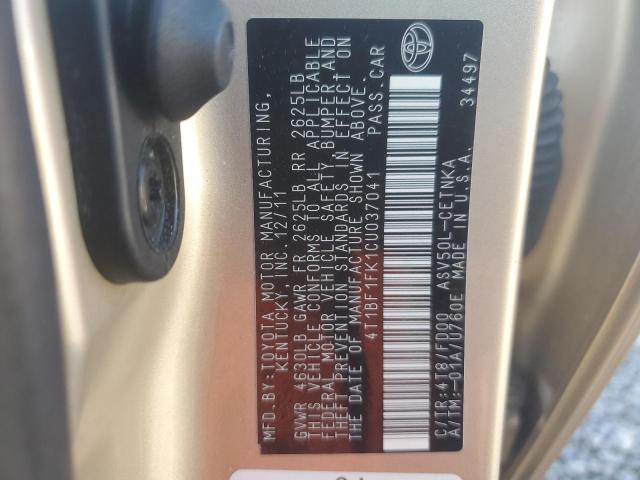 MFD.BY:TOYOTA MOTOR MANUFACTURING,
KENTUCKY, INC. 12/11
GVWR 4630LB GAWR FR 2625LB RR 2625LB
THIS VEHICLE CONFORMS TO ALL APPLICABLE
FEDERAL MOTOR VEHICLE SAFETY, BUMPER, AND
THEFT PREVENTION STANDARDS IN EFFECT ON
THE DATE OF MANUFACTURE SHOWN ABOVE.
4T1BF1FK1CU037041 PASS.CAR
C/TR:4T8/FD00 ASV50L-CETNKA
A/TM:-01A/U760E MADE IN U.S.A.
34497